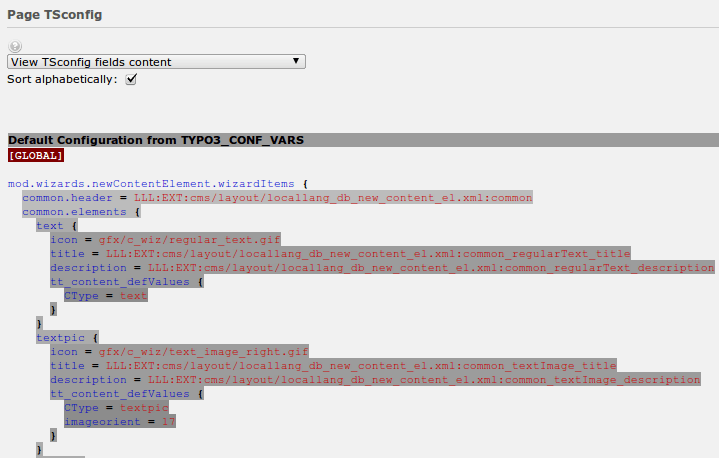 Page TSconfig
?
View TSconfig fields content
Sort alphabetically:
Default Configuration from TYPO3_CONF_VARS
[GLOBAL]
mod.wizards.newContentElement.wizardItems {
common.header = LLL:EXT:cms/layout/locallang_db_new_content_el.xml:common
common.elements {
text {
icon = gfx/c_wiz/regular_text.gif
title = LLL:EXT:cms/layout/locallang_db_new_content_el.xml:common_regularText_title
description = LLL:EXT:cms/layout/locallang_db_new_content_el.xml:common_regularText_description
tt_content_defValues {
CType = text
}
}
textpic {
icon = gfx/c_wiz/text_image_right.gif
title = LLL:EXT:cms/layout/locallang_db_new_content_el.xml:common_textImage_title
description = LLL:EXT:cms/layout/locallang_db_new_content_el.xml:common_textImage_description
tt_content_defValues {
CType = textpic
imageorient = 17
}
}